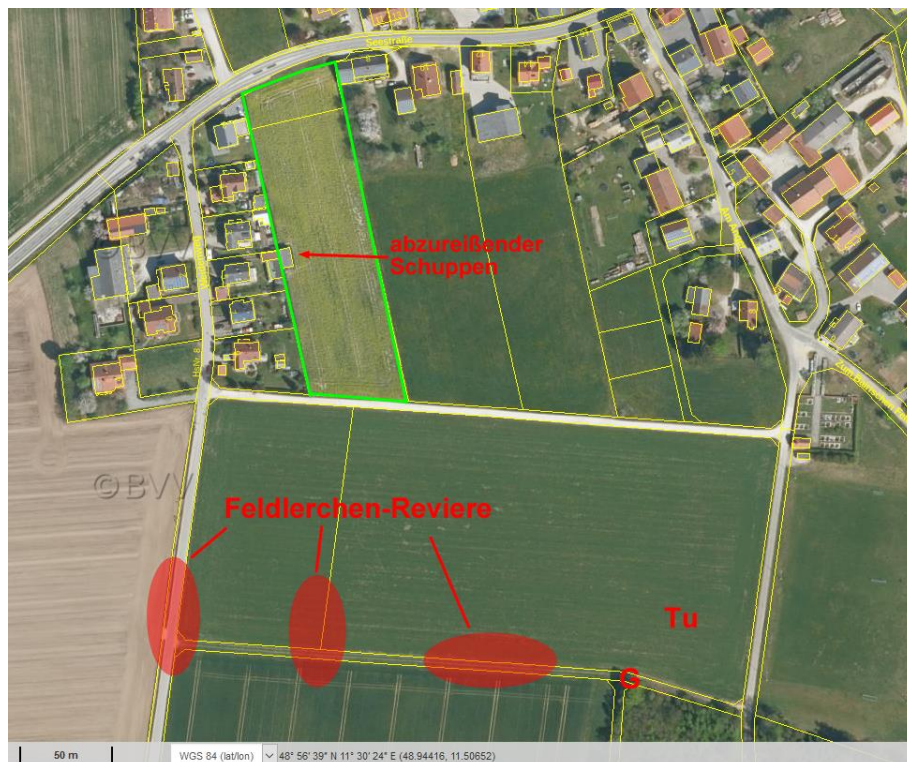 Seestraße
abzureißender
Schuppen
© BVV
Feldlerchen-Reviere
Tu
G
50 m
WGS 84 (lat/lon)
48° 56' 39" N 11° 30' 24" E (48.94416, 11.50652)